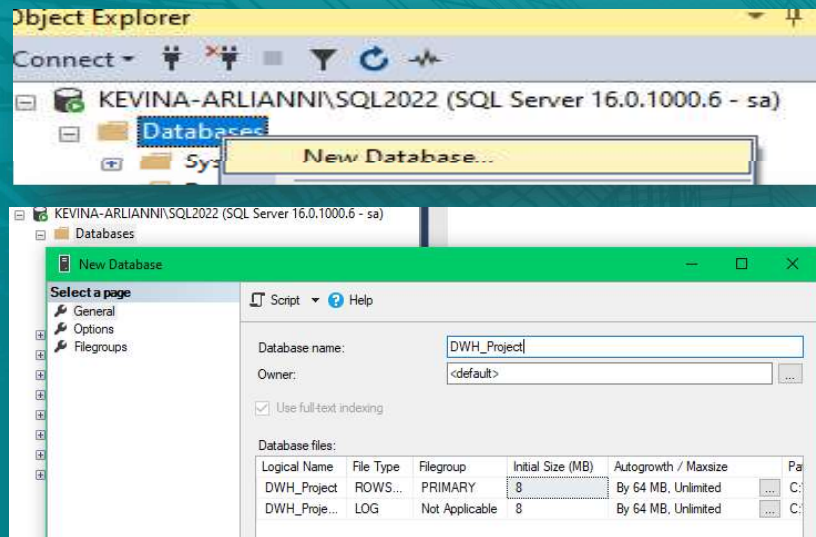 Object Explorer
Connect
KEVINA-ARLIANNI\SQL2022 (SQL Server 16.0.1000.6 - sa)
Databases
Sys
New Database...
KEVINA-ARLIANNI\SQL2022 (SQL Server 16.0.1000.6 - sa)
Databases
New Database
Select a page
General
Options
Filegroups
Script Help
Database name: DWH_Project
Owner: <default> ...
Use full-text indexing
Database files:
Logical Name File Type Filegroup Initial Size (MB) Autogrowth / Maxsize Pa
DWH_Project ROWS... PRIMARY 8 By 64 MB, Unlimited ... C:
DWH_Proje... LOG Not Applicable 8 By 64 MB, Unlimited ... C: